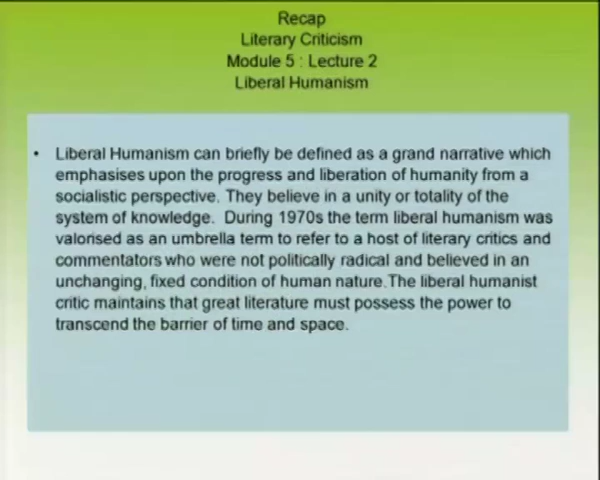 Recap
Literary Criticism
Module 5 : Lecture 2
Liberal Humanism
• Liberal Humanism can briefly be defined as a grand narrative which
emphasises upon the progress and liberation of humanity from a
socialistic perspective. They believe in a unity or totality of the
system of knowledge. During 1970s the term liberal humanism was
valorised as an umbrella term to refer to a host of literary critics and
commentators who were not politically radical and believed in an
unchanging, fixed condition of human nature.The liberal humanist
critic maintains that great literature must possess the power to
transcend the barrier of time and space.